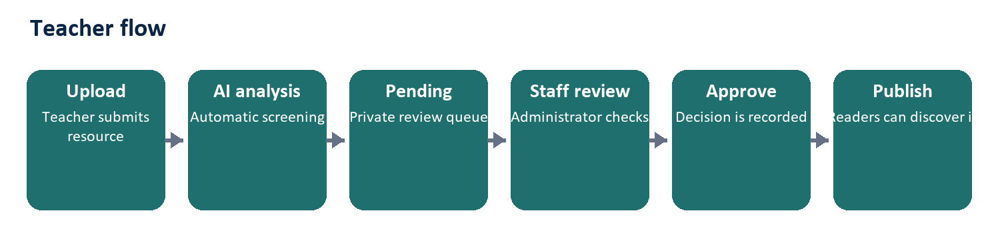 Teacher flow
Upload
Teacher submits
resource
AI analysis
Automatic screening
Pending
Private review queue
Staff review
Administrator checks
Approve
Decision is recorded
Publish
Readers can discover i